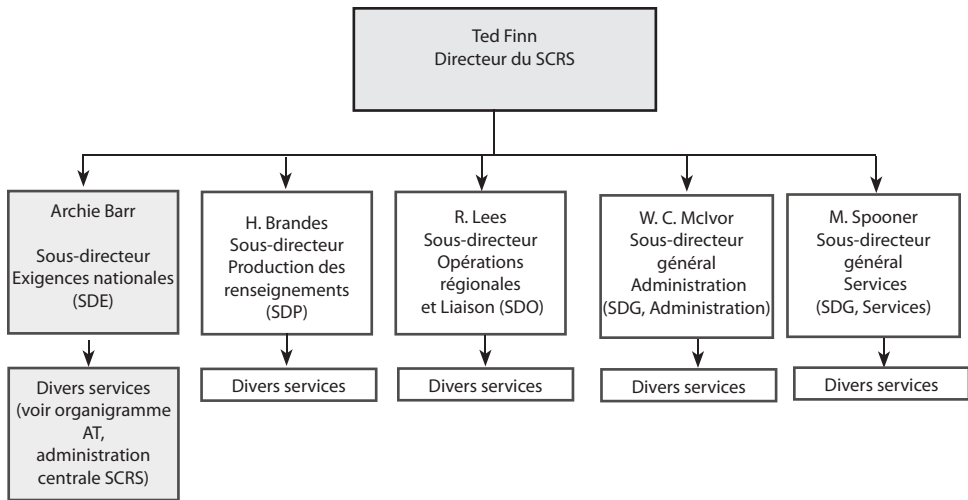 Ted Finn
Directeur du SCRS
Archie Barr
Sous-directeur
Exigences nationales
(SDE)
H. Brandes
Sous-directeur
Production des
renseignements
(SDP)
R. Lees
Sous-directeur
Opérations
régionales
et Liaison (SDO)
W. C. McIvor
Sous-directeur
général
Administration
(SDG, Administration)
M. Spooner
Sous-directeur
général
Services
(SDG, Services)
Divers services
(voir organigramme
AT,
administration
centrale SCRS)
Divers services
Divers services
Divers services
Divers services